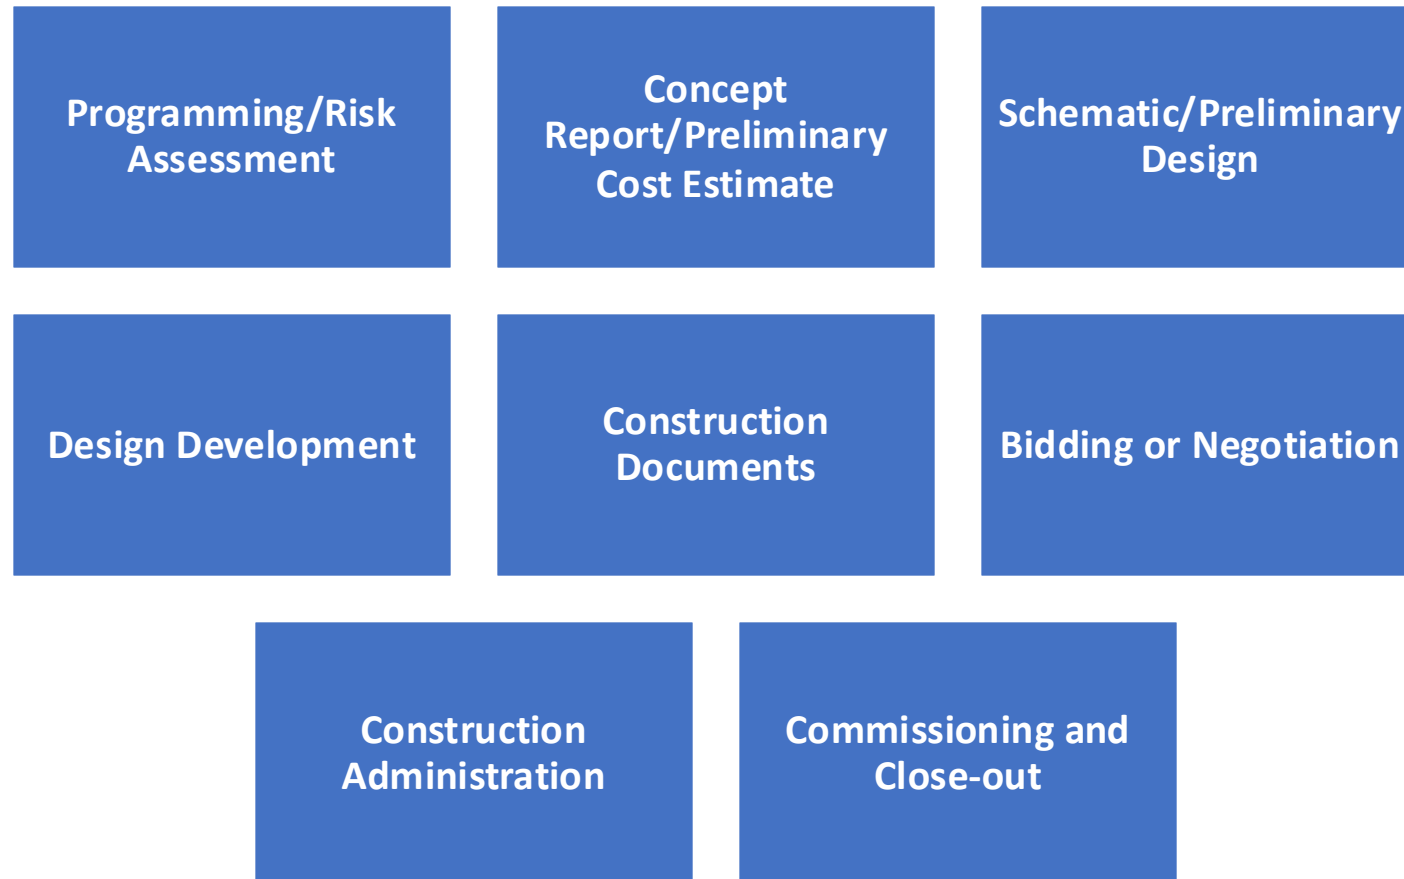 Programming/Risk
Assessment
Concept
Report/Preliminary
Cost Estimate
Schematic/Preliminary
Design
Design Development
Construction
Documents
Bidding or Negotiation
Construction
Administration
Commissioning and
Close-out